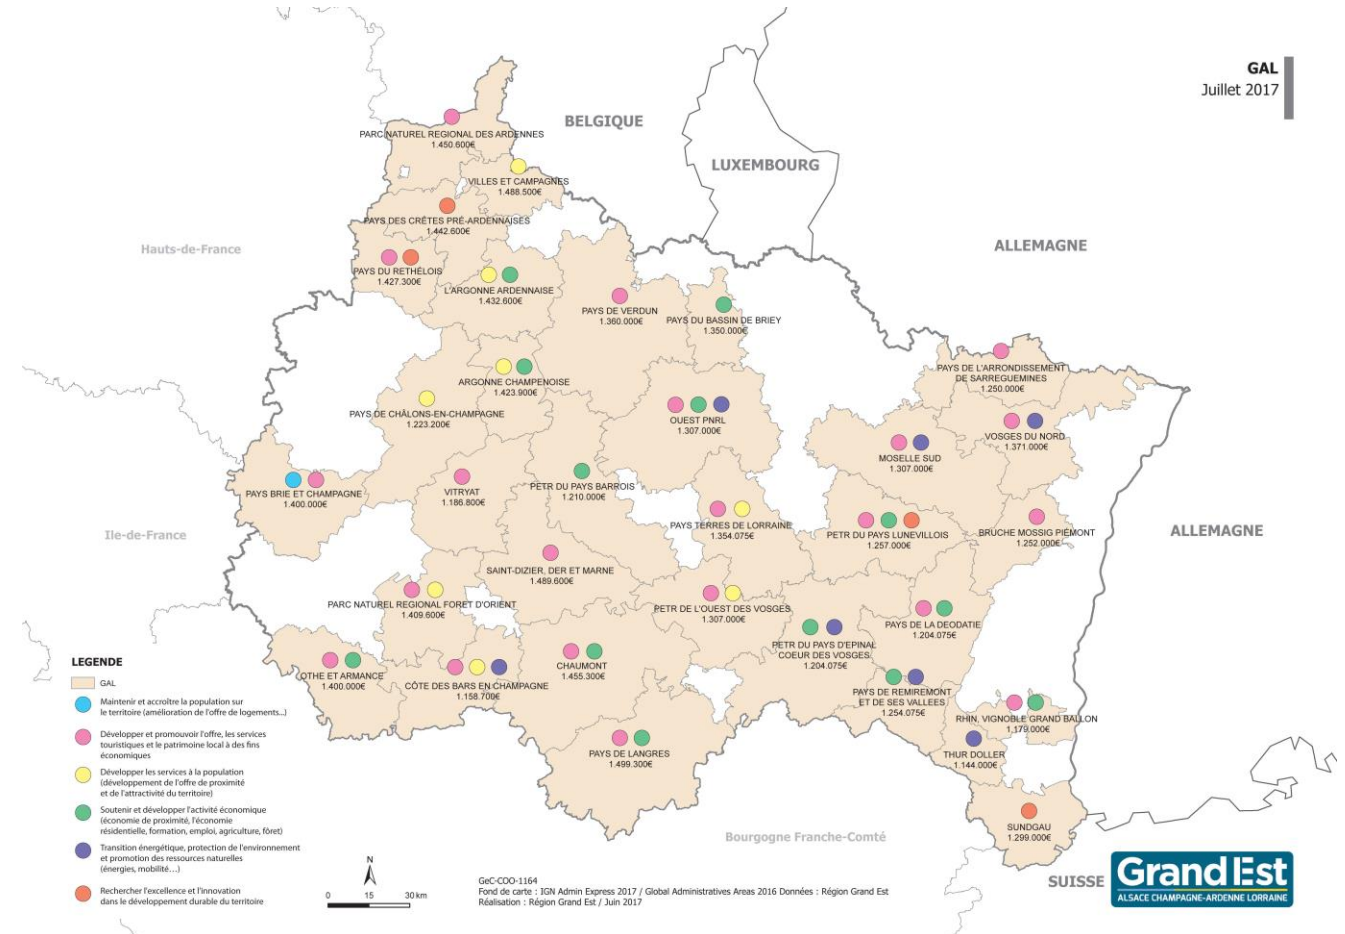 GAL
Juillet 2017
BELGIQUE
LUXEMBOURG
ALLEMAGNE
Hauts-de-France
PARC NATUREL REGIONAL DES ARDENNES
1.450.600€
VILLES ET CAMPAGNES
1.488.500€
PAYS DES CRÊTES PRÉ-ARDENNAISES
1.442.600€
PAYS DU RETHÉLOIS
1.427.300€
L'ARGONNE ARDENNAISE
1.432.600€
PAYS DE VERDUN
1.360.000€
PAYS DU BASSIN DE BRIEY
1.350.000€
ARGONNE CHAMPENOISE
1.423.900€
PAYS DE L'ARRONDISSEMENT
DE SARREGUEMINES
1.250.000€
PAYS DE CHÂLONS-EN-CHAMPAGNE
1.223.200€
OUEST PNRL
1.307.000€
VOSGES DU NORD
1.371.000€
MOSELLE SUD
1.307.000€
PAYS BRIE ET CHAMPAGNE
1.400.000€
VITRYAT
1.186.800€
PETR DU PAYS BARROIS
1.210.000€
PAYS TERRES DE LORRAINE
1.354.075€
PETR DU PAYS LUNEVILLOIS
1.257.000€
BRUCHE MOSSIG PIÉMONT
1.252.000€
ALLEMAGNE
Ile-de-France
SAINT-DIZIER, DER ET MARNE
1.489.600€
PARC NATUREL REGIONAL FORET D'ORIENT
1.409.600€
PETR DE L'OUEST DES VOSGES
1.307.000€
PAYS DE LA DEODATIE
1.204.075€
PETR DU PAYS D'EPINAL
COEUR DES VOSGES
1.204.075€
OTHE ET ARMANCE
1.400.000€
CÔTE DES BARS EN CHAMPAGNE
1.158.700€
CHAUMONT
1.455.300€
PAYS DE REMIREMONT
ET DE SES VALLEES
1.254.075€
RHIN, VIGNOBLE GRAND BALLON
1.179.000€
PAYS DE LANGRES
1.499.300€
THUR DOLLER
1.144.000€
SUNDGAU
1.299.000€
Bourgogne Franche-Comté
SUISSE
LEGENDE
GAL
Maintenir et accroître la population sur
le territoire (amélioration de l'offre de logements...)
Développer et promouvoir l'offre, les services
touristiques et le patrimoine local à des fins
économiques
Développer les services à la population
(développement de l'offre de proximité
et de l'attractivité du territoire)
Soutenir et développer l'activité économique
(économie de proximité, l'économie
résidentielle, formation, emploi, agriculture, fôret)
Transition énergétique, protection de l'environnement
et promotion des ressources naturelles
(énergies, mobilité…)
Rechercher l'excellence et l'innovation
dans le développement durable du territoire
N
0 15 30 km
GeC-COO-1164
Fond de carte : IGN Admin Express 2017 / Global Administratives Areas 2016 Données : Région Grand Est
Réalisation : Région Grand Est / Juin 2017
Grand Est
ALSACE CHAMPAGNE-ARDENNE LORRAINE